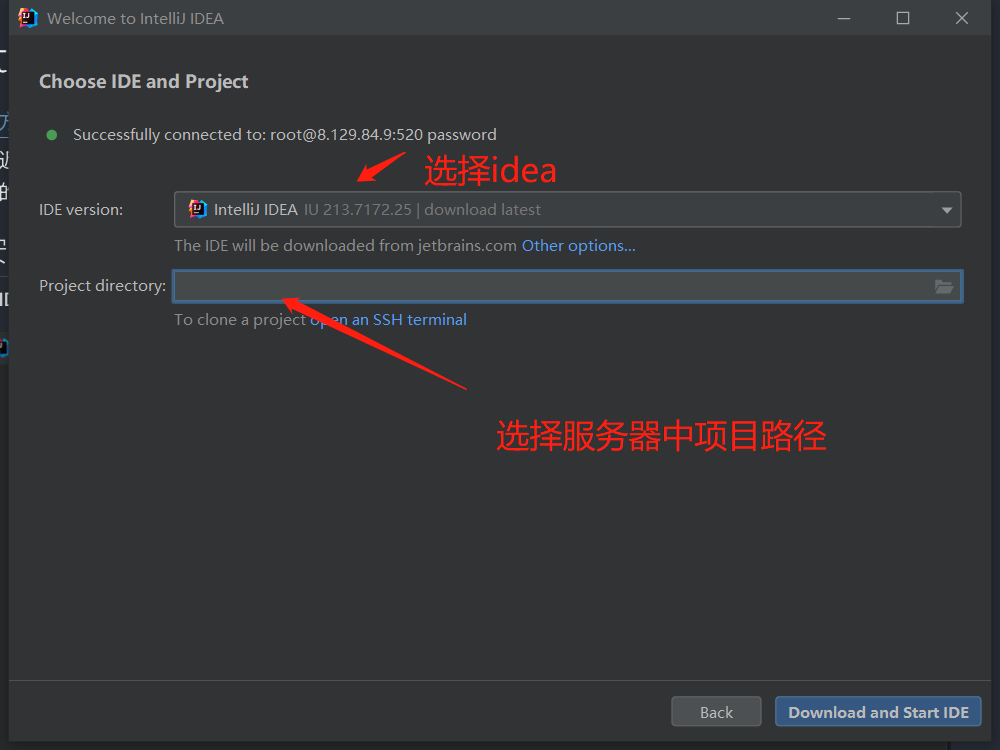 Welcome to IntelliJ IDEA
Choose IDE and Project
Successfully connected to: root@8.129.84.9:520 password
选择idea
IDE version:
IntelliJ IDEA IU 213.7172.25 | download latest
The IDE will be downloaded from jetbrains.com Other options...
Project directory:
To clone a project open an SSH terminal
选择服务器中项目路径
Back
Download and Start IDE